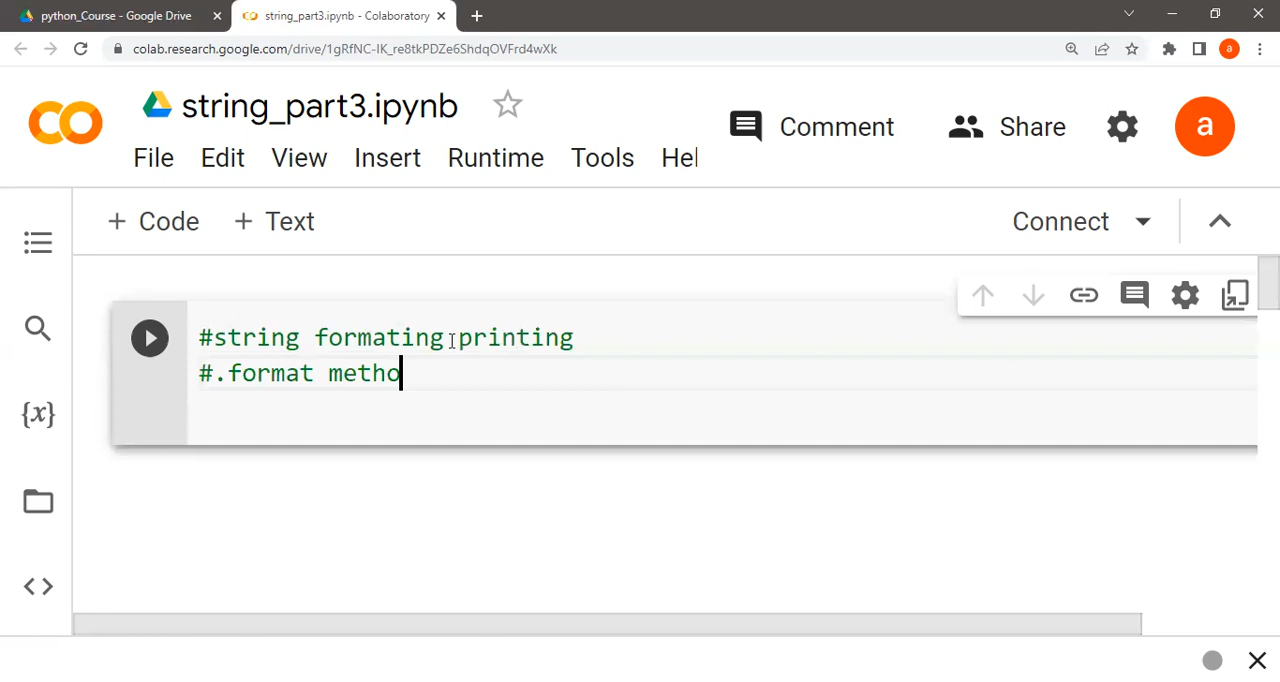 python_Course - Google Drive
string_part3.ipynb - Colaboratory
colab.research.google.com/drive/1gRfNC-IK_re8tkPDZe6ShdqOVFrd4wXk
a
string_part3.ipynb
Comment
Share
a
File Edit View Insert Runtime Tools Hel
+ Code + Text
Connect
#string formating printing
#.format metho
{x}